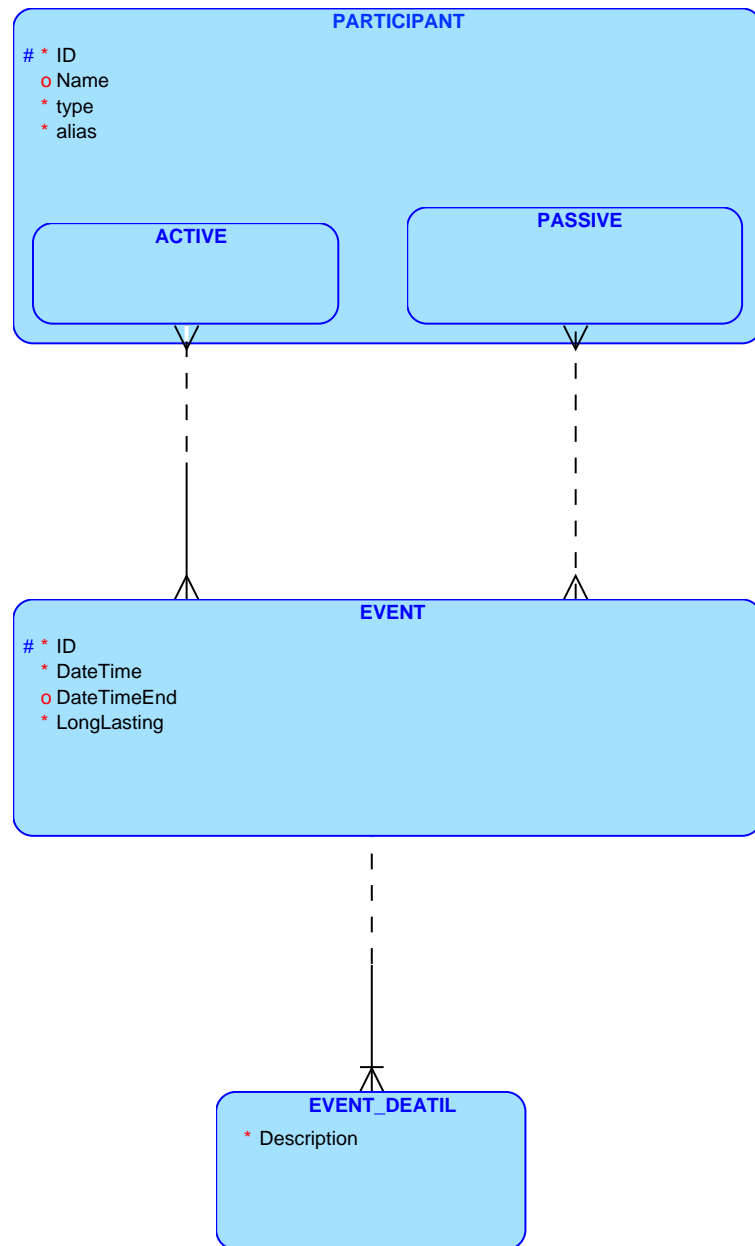 PARTICIPANT
# * ID
o Name
* type
* alias
ACTIVE
PASSIVE
EVENT
# * ID
* DateTime
o DateTimeEnd
* LongLasting
EVENT_DEATIL
* Description